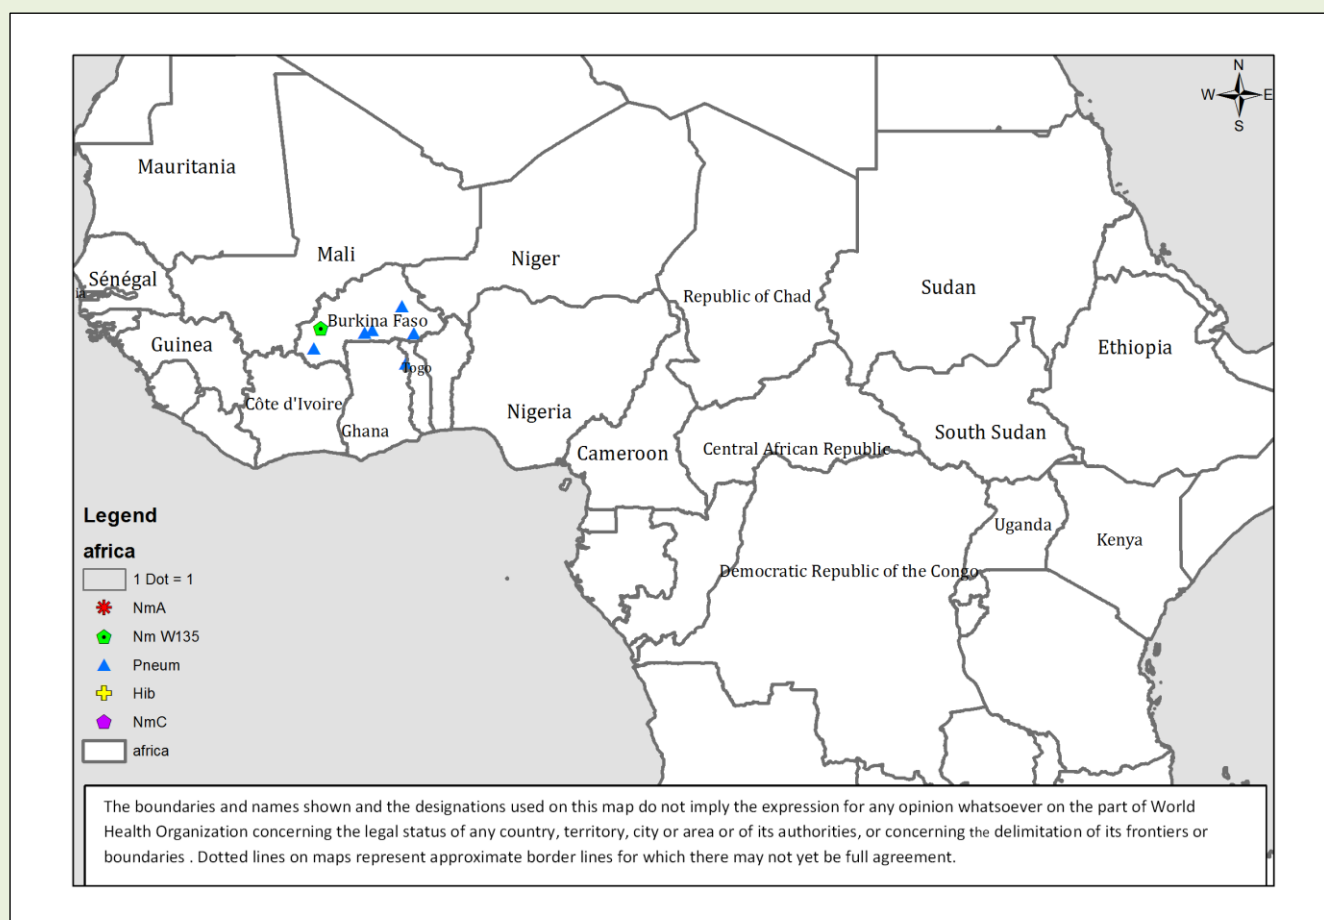 N
W E
S
Mauritania
Mali
Niger
Sénégal
ia
Republic of Chad
Sudan
Burkina Faso
Guinea
Ethiopia
Togo
Côte d'Ivoire
Nigeria
Ghana
South Sudan
Cameroon
Central African Republic
Uganda
Kenya
Democratic Republic of the Congo
Legend
africa
1 Dot = 1
NmA
Nm W135
Pneum
Hib
NmC
africa
The boundaries and names shown and the designations used on this map do not imply the expression for any opinion whatsoever on the part of World
Health Organization concerning the legal status of any country, territory, city or area or of its authorities, or concerning the delimitation of its frontiers or
boundaries . Dotted lines on maps represent approximate border lines for which there may not yet be full agreement.